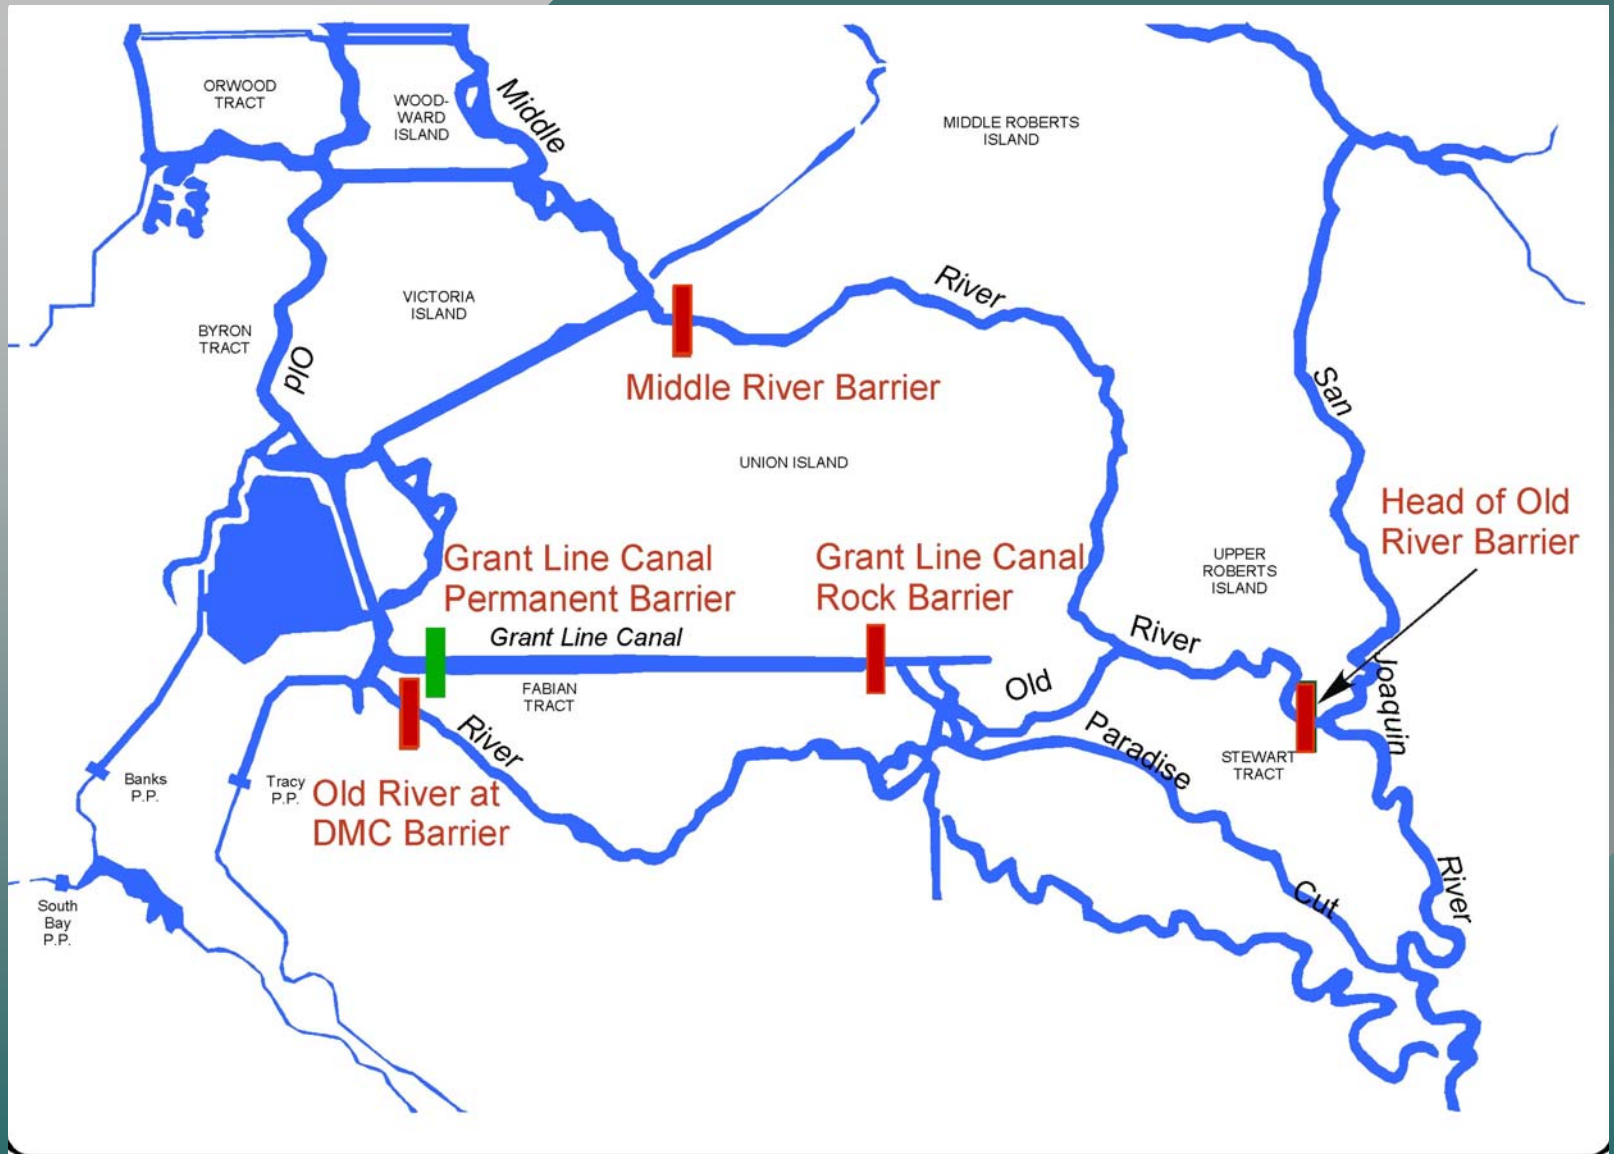 ORWOOD
TRACT
WOOD-
WARD
ISLAND
Middle
MIDDLE ROBERTS
ISLAND
River
VICTORIA
ISLAND
BYRON
TRACT
Old
Middle River Barrier
San
UNION ISLAND
Head of Old
River Barrier
Grant Line Canal
Permanent Barrier
Grant Line Canal
Rock Barrier
UPPER
ROBERTS
ISLAND
Grant Line Canal
River
Joaquin
FABIAN
TRACT
Old
River
Paradise
STEWART
TRACT
Banks
P.P.
Tracy
P.P.
Old River at
DMC Barrier
River
Cut
South
Bay
P.P.